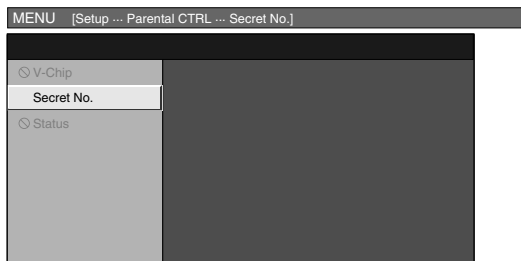 MENU [Setup ··· Parental CTRL ··· Secret No.]
V-Chip
Secret No.
Status